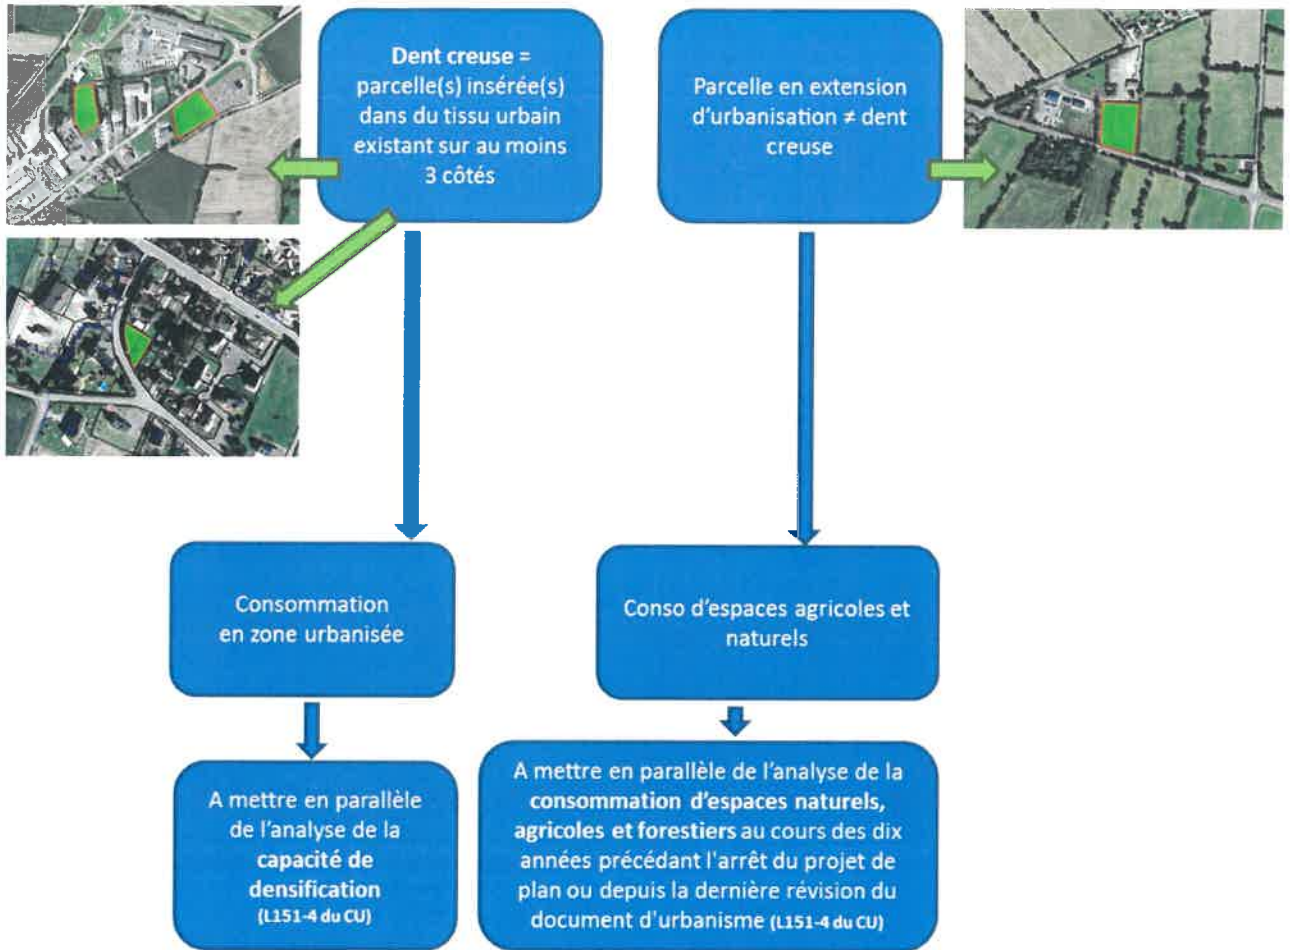 Dent creuse =
parcelle(s) insérée(s)
dans du tissu urbain
existant sur au moins
3 côtés
Parcelle en extension
d'urbanisation ≠ dent
creuse
Consommation
en zone urbanisée
Conso d'espaces agricoles et
naturels
A mettre en parallèle
de l'analyse de la
capacité de
densification
(L151-4 du CU)
A mettre en parallèle de l'analyse de la
consommation d'espaces naturels,
agricoles et forestiers au cours des dix
années précédant l'arrêt du projet de
plan ou depuis la dernière révision du
document d'urbanisme (L151-4 du CU)